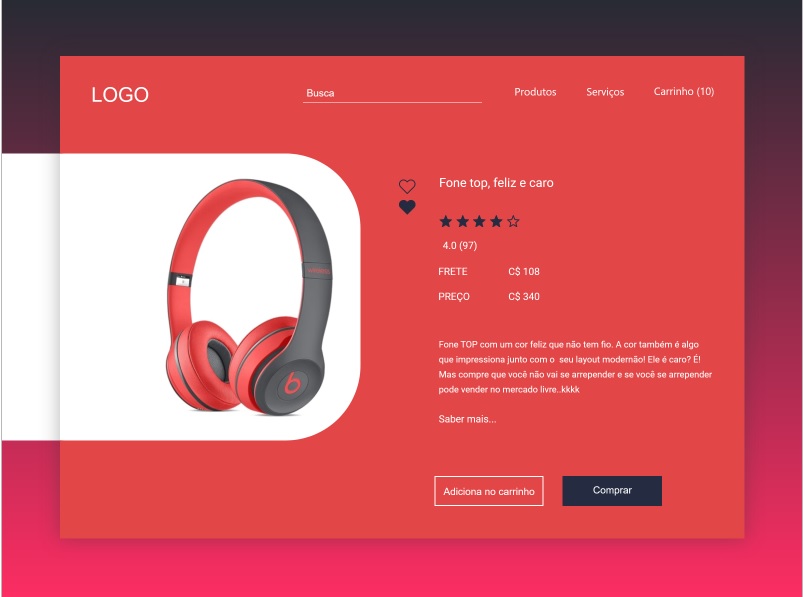 LOGO
Busca
Produtos
Serviços
Carrinho (10)
Fone top, feliz e caro
4.0 (97)
FRETE C$ 108
PREÇO C$ 340
Fone TOP com um cor feliz que não tem fio. A cor também é algo
que impressiona junto com o seu layout modernão! Ele é caro? É!
Mas compre que você não vai se arrepender e se você se arrepender
pode vender no mercado livre..kkkk
Saber mais...
Adiciona no carrinho
Comprar